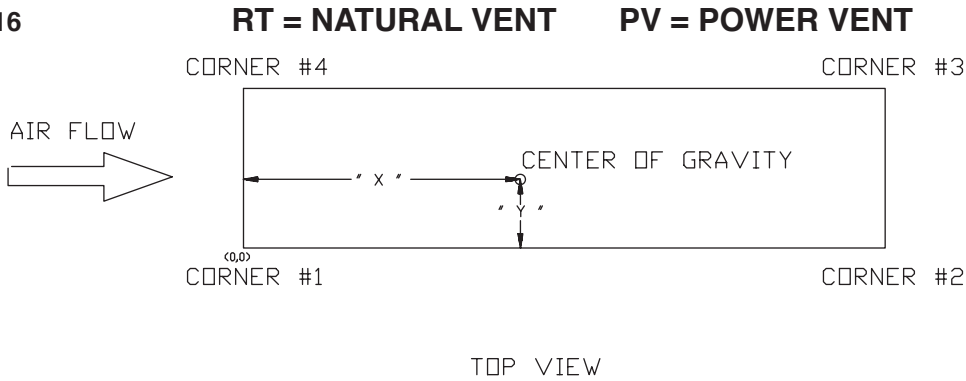 16 RT = NATURAL VENT PV = POWER VENT
CORNER #4 CORNER #3
AIR FLOW
CENTER OF GRAVITY
" X "
" Y "
(0,0)
CORNER #1 CORNER #2
TOP VIEW